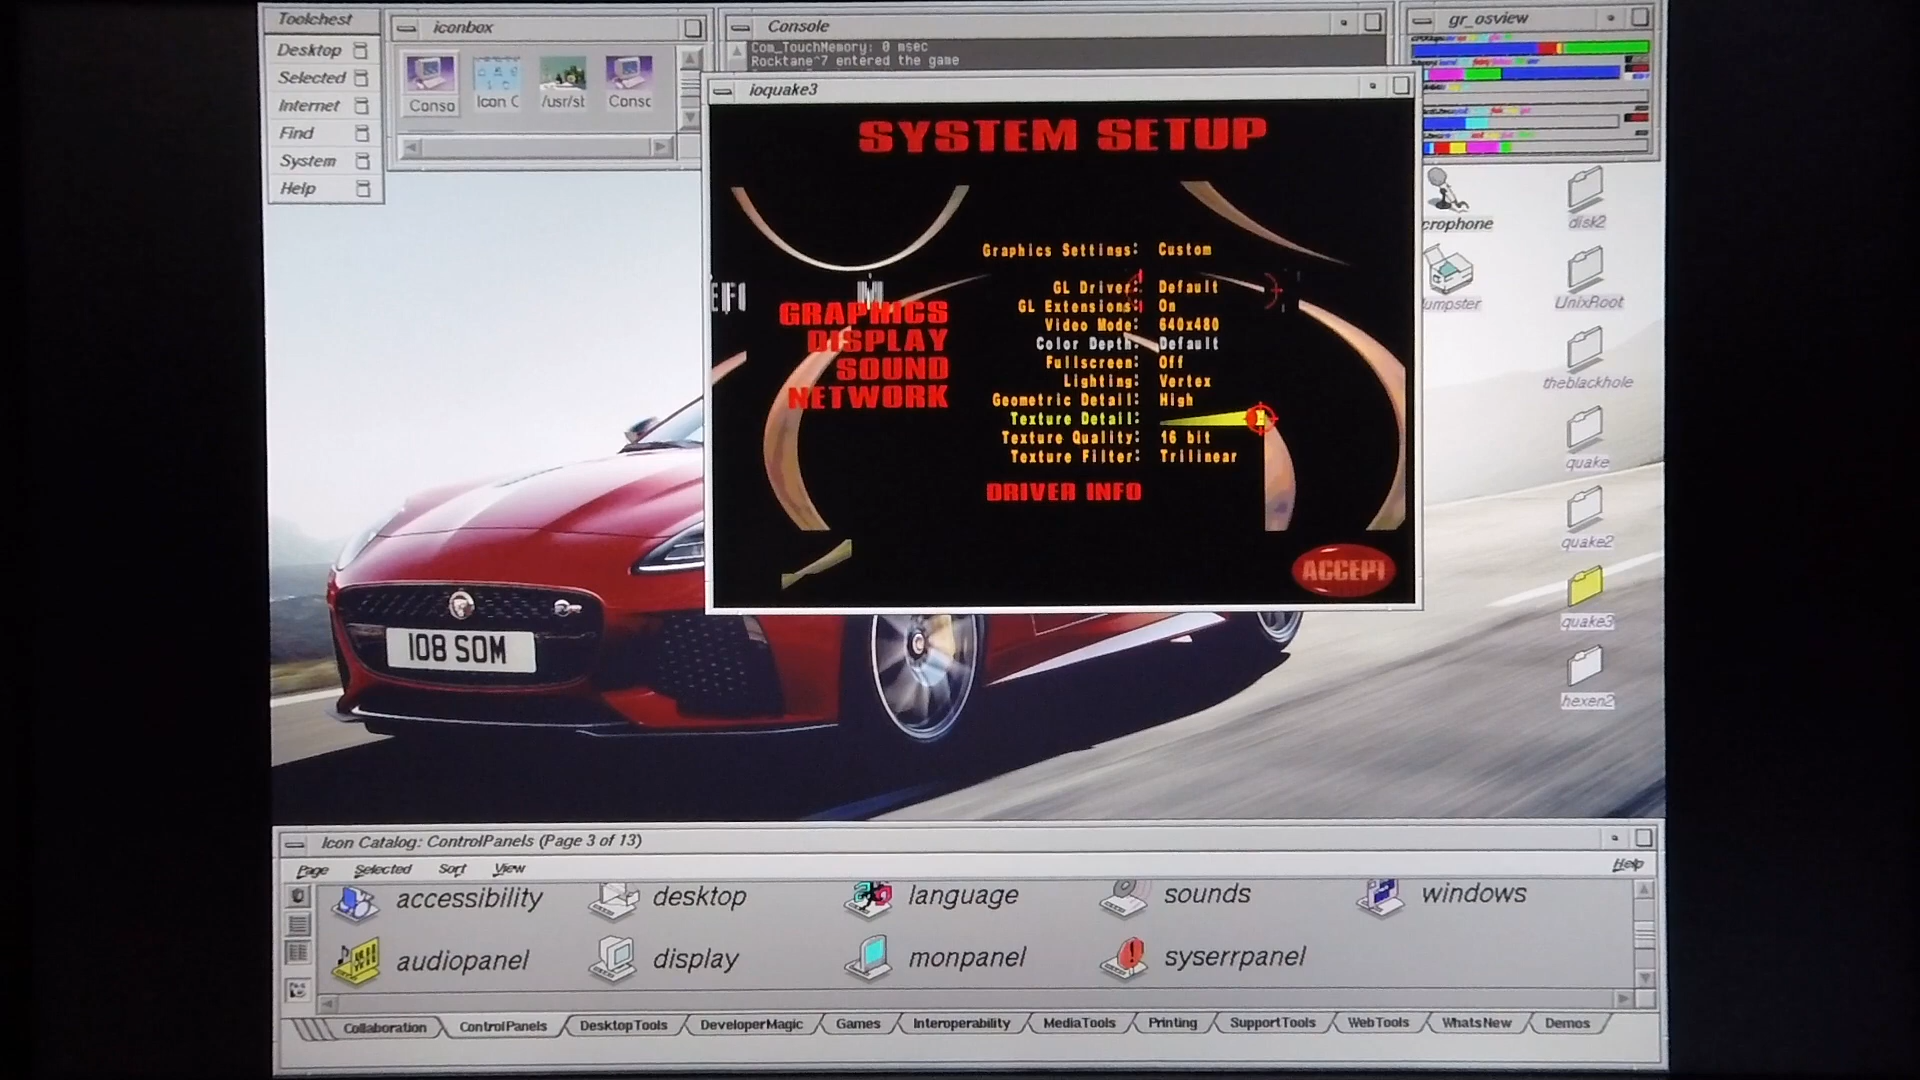 Toolchest
Desktop
Selected
Internet
Find
System
Help
iconbox
Conso
Icon C
/usr/st
Consc
Console
Com_TouchMemory: 0 msec
Rocktane^7 entered the game
gr_osview
ioquake3
SYSTEM SETUP
GRAPHICS
DISPLAY
SOUND
NETWORK
Graphics Settings: Custom
GL Driver: Default
GL Extensions: On
Video Mode: 640x480
Color Depth: Default
Fullscreen: Off
Lighting: Vertex
Geometric Detail: High
Texture Detail:
Texture Quality: 16 bit
Texture Filter: Trilinear
DRIVER INFO
ACCEPT
crophone
disk2
umpster
UnixRoot
theblackhole
quake
quake2
quake3
hexen2
108 SOM
Icon Catalog: ControlPanels (Page 3 of 13)
Page Selected Sort View Help
accessibility desktop language sounds windows
audiopanel display monpanel syserrpanel
Collaboration ControlPanels DesktopTools DeveloperMagic Games Interoperability MediaTools Printing SupportTools WebTools WhatsNew Demos